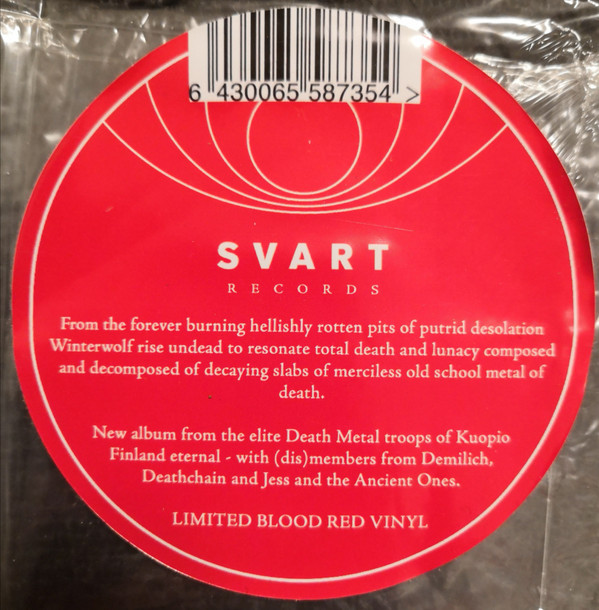 6 430065 587354 >
SVART
RECORDS
From the forever burning hellishly rotten pits of putrid desolation
Winterwolf rise undead to resonate total death and lunacy composed
and decomposed of decaying slabs of merciless old school metal of
death.
New album from the elite Death Metal troops of Kuopio
Finland eternal - with (dis)members from Demilich,
Deathchain and Jess and the Ancient Ones.
LIMITED BLOOD RED VINYL